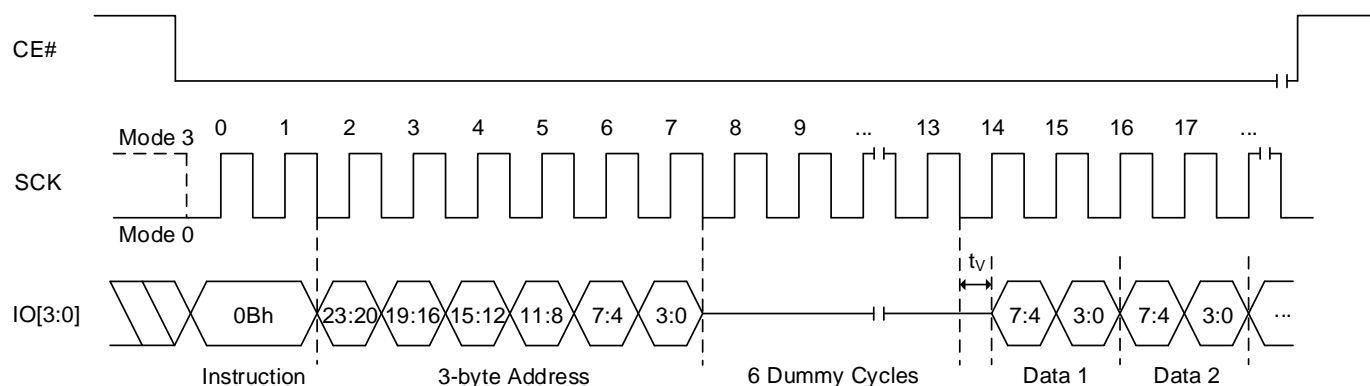 CE#
Mode 3
0 1 2 3 4 5 6 7 8 9 ... 13 14 15 16 17 ...
SCK
Mode 0
tV
IO[3:0] 0Bh 23:20 19:16 15:12 11:8 7:4 3:0 7:4 3:0 7:4 3:0 ...
Instruction 3-byte Address 6 Dummy Cycles Data 1 Data 2